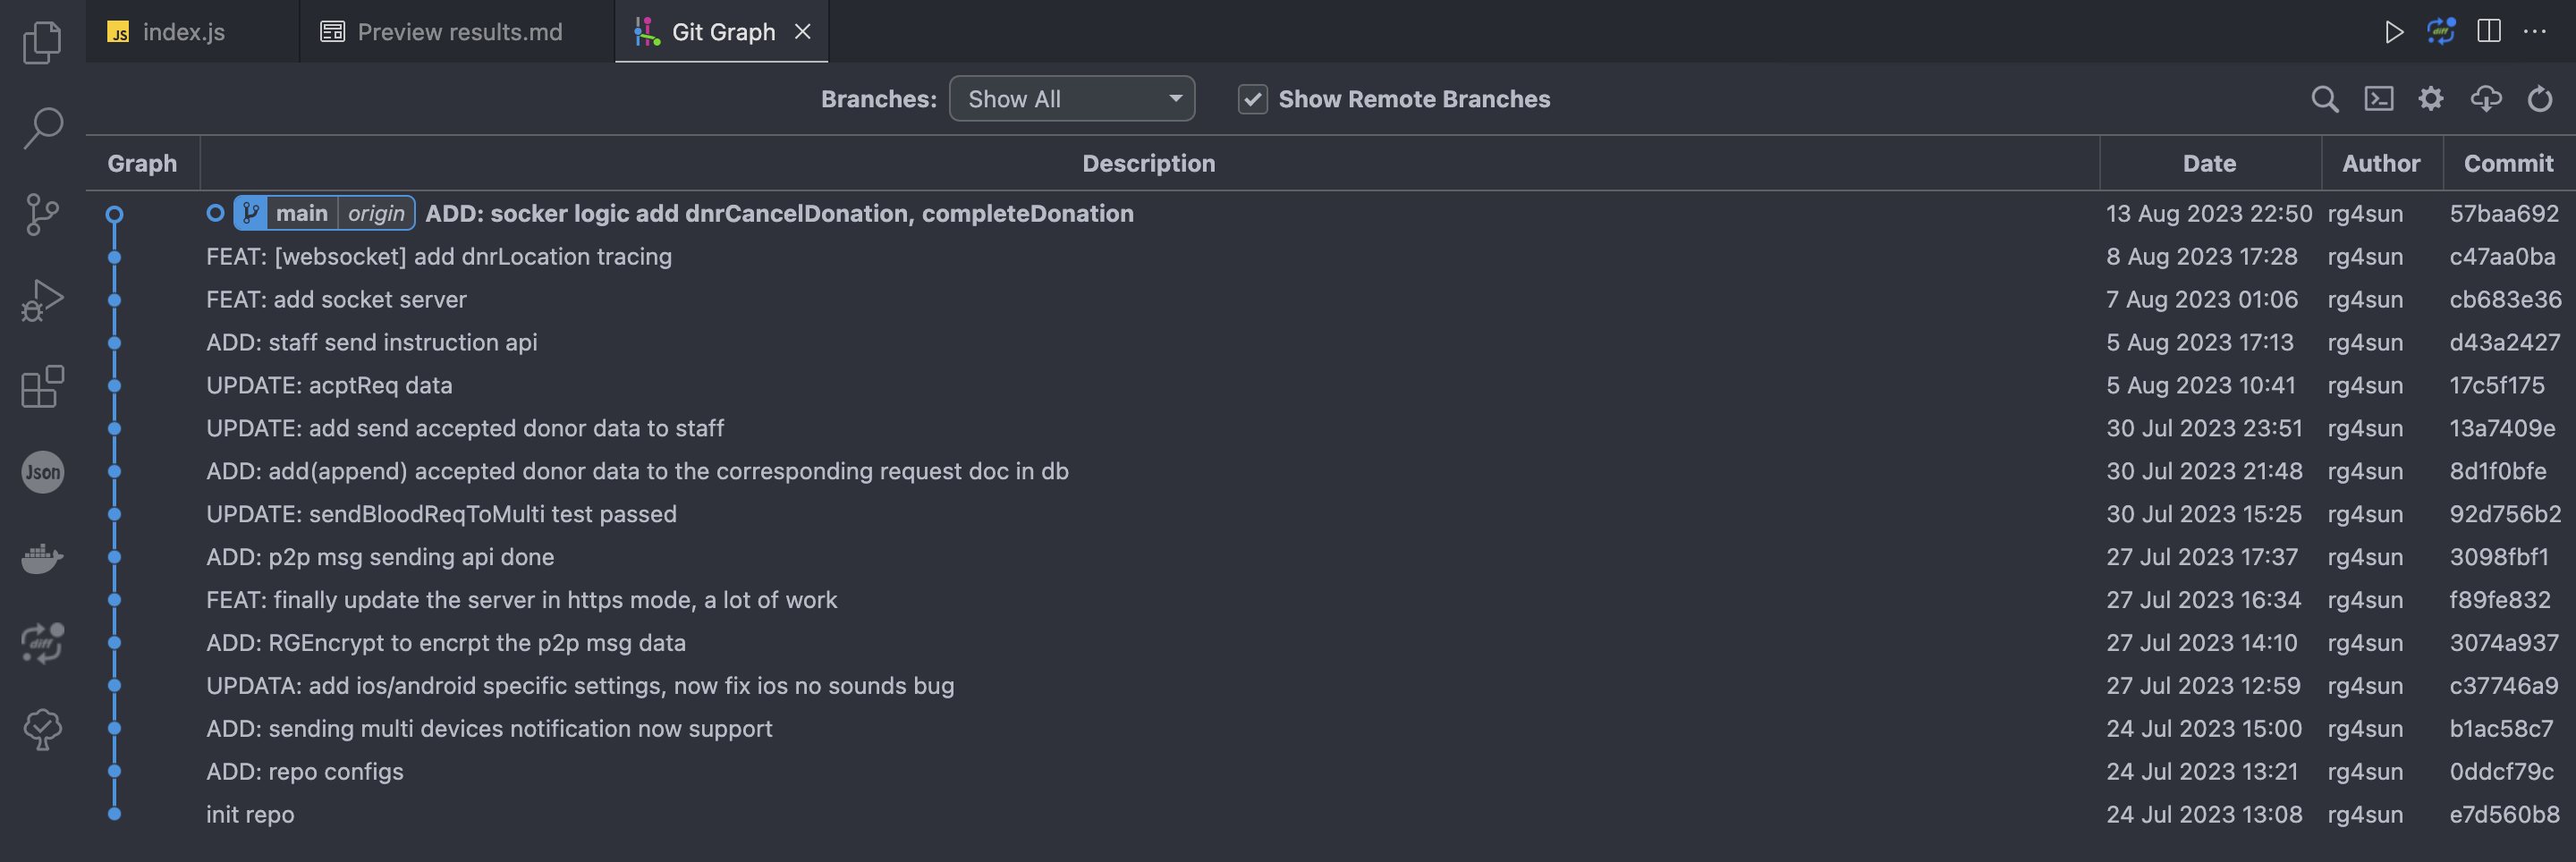 JS index.js Preview results.md Git Graph
Branches: Show All Show Remote Branches
Graph Description Date Author Commit
main origin ADD: socker logic add dnrCancelDonation, completeDonation 13 Aug 2023 22:50 rg4sun 57baa692
FEAT: [websocket] add dnrLocation tracing 8 Aug 2023 17:28 rg4sun c47aa0ba
FEAT: add socket server 7 Aug 2023 01:06 rg4sun cb683e36
ADD: staff send instruction api 5 Aug 2023 17:13 rg4sun d43a2427
UPDATE: acptReq data 5 Aug 2023 10:41 rg4sun 17c5f175
UPDATE: add send accepted donor data to staff 30 Jul 2023 23:51 rg4sun 13a7409e
Json ADD: add(append) accepted donor data to the corresponding request doc in db 30 Jul 2023 21:48 rg4sun 8d1f0bfe
UPDATE: sendBloodReqToMulti test passed 30 Jul 2023 15:25 rg4sun 92d756b2
ADD: p2p msg sending api done 27 Jul 2023 17:37 rg4sun 3098fbf1
FEAT: finally update the server in https mode, a lot of work 27 Jul 2023 16:34 rg4sun f89fe832
diff ADD: RGEncrypt to encrpt the p2p msg data 27 Jul 2023 14:10 rg4sun 3074a937
UPDATA: add ios/android specific settings, now fix ios no sounds bug 27 Jul 2023 12:59 rg4sun c37746a9
ADD: sending multi devices notification now support 24 Jul 2023 15:00 rg4sun b1ac58c7
ADD: repo configs 24 Jul 2023 13:21 rg4sun 0ddcf79c
init repo 24 Jul 2023 13:08 rg4sun e7d560b8